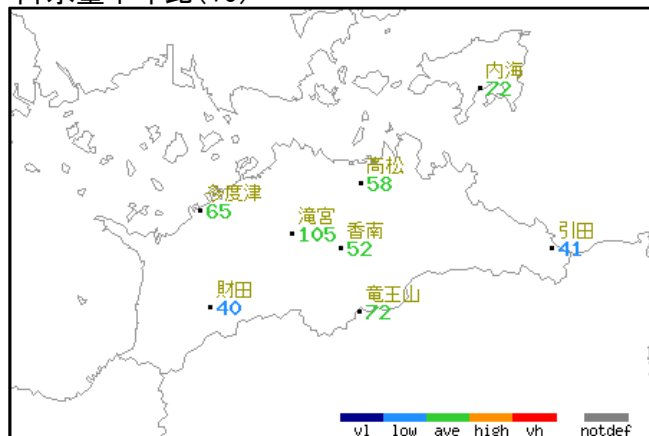 内海
72
高松
58
多度津
65
滝宮
105
香南
52
引田
41
財田
40
竜王山
72
vl low ave high vh notdef